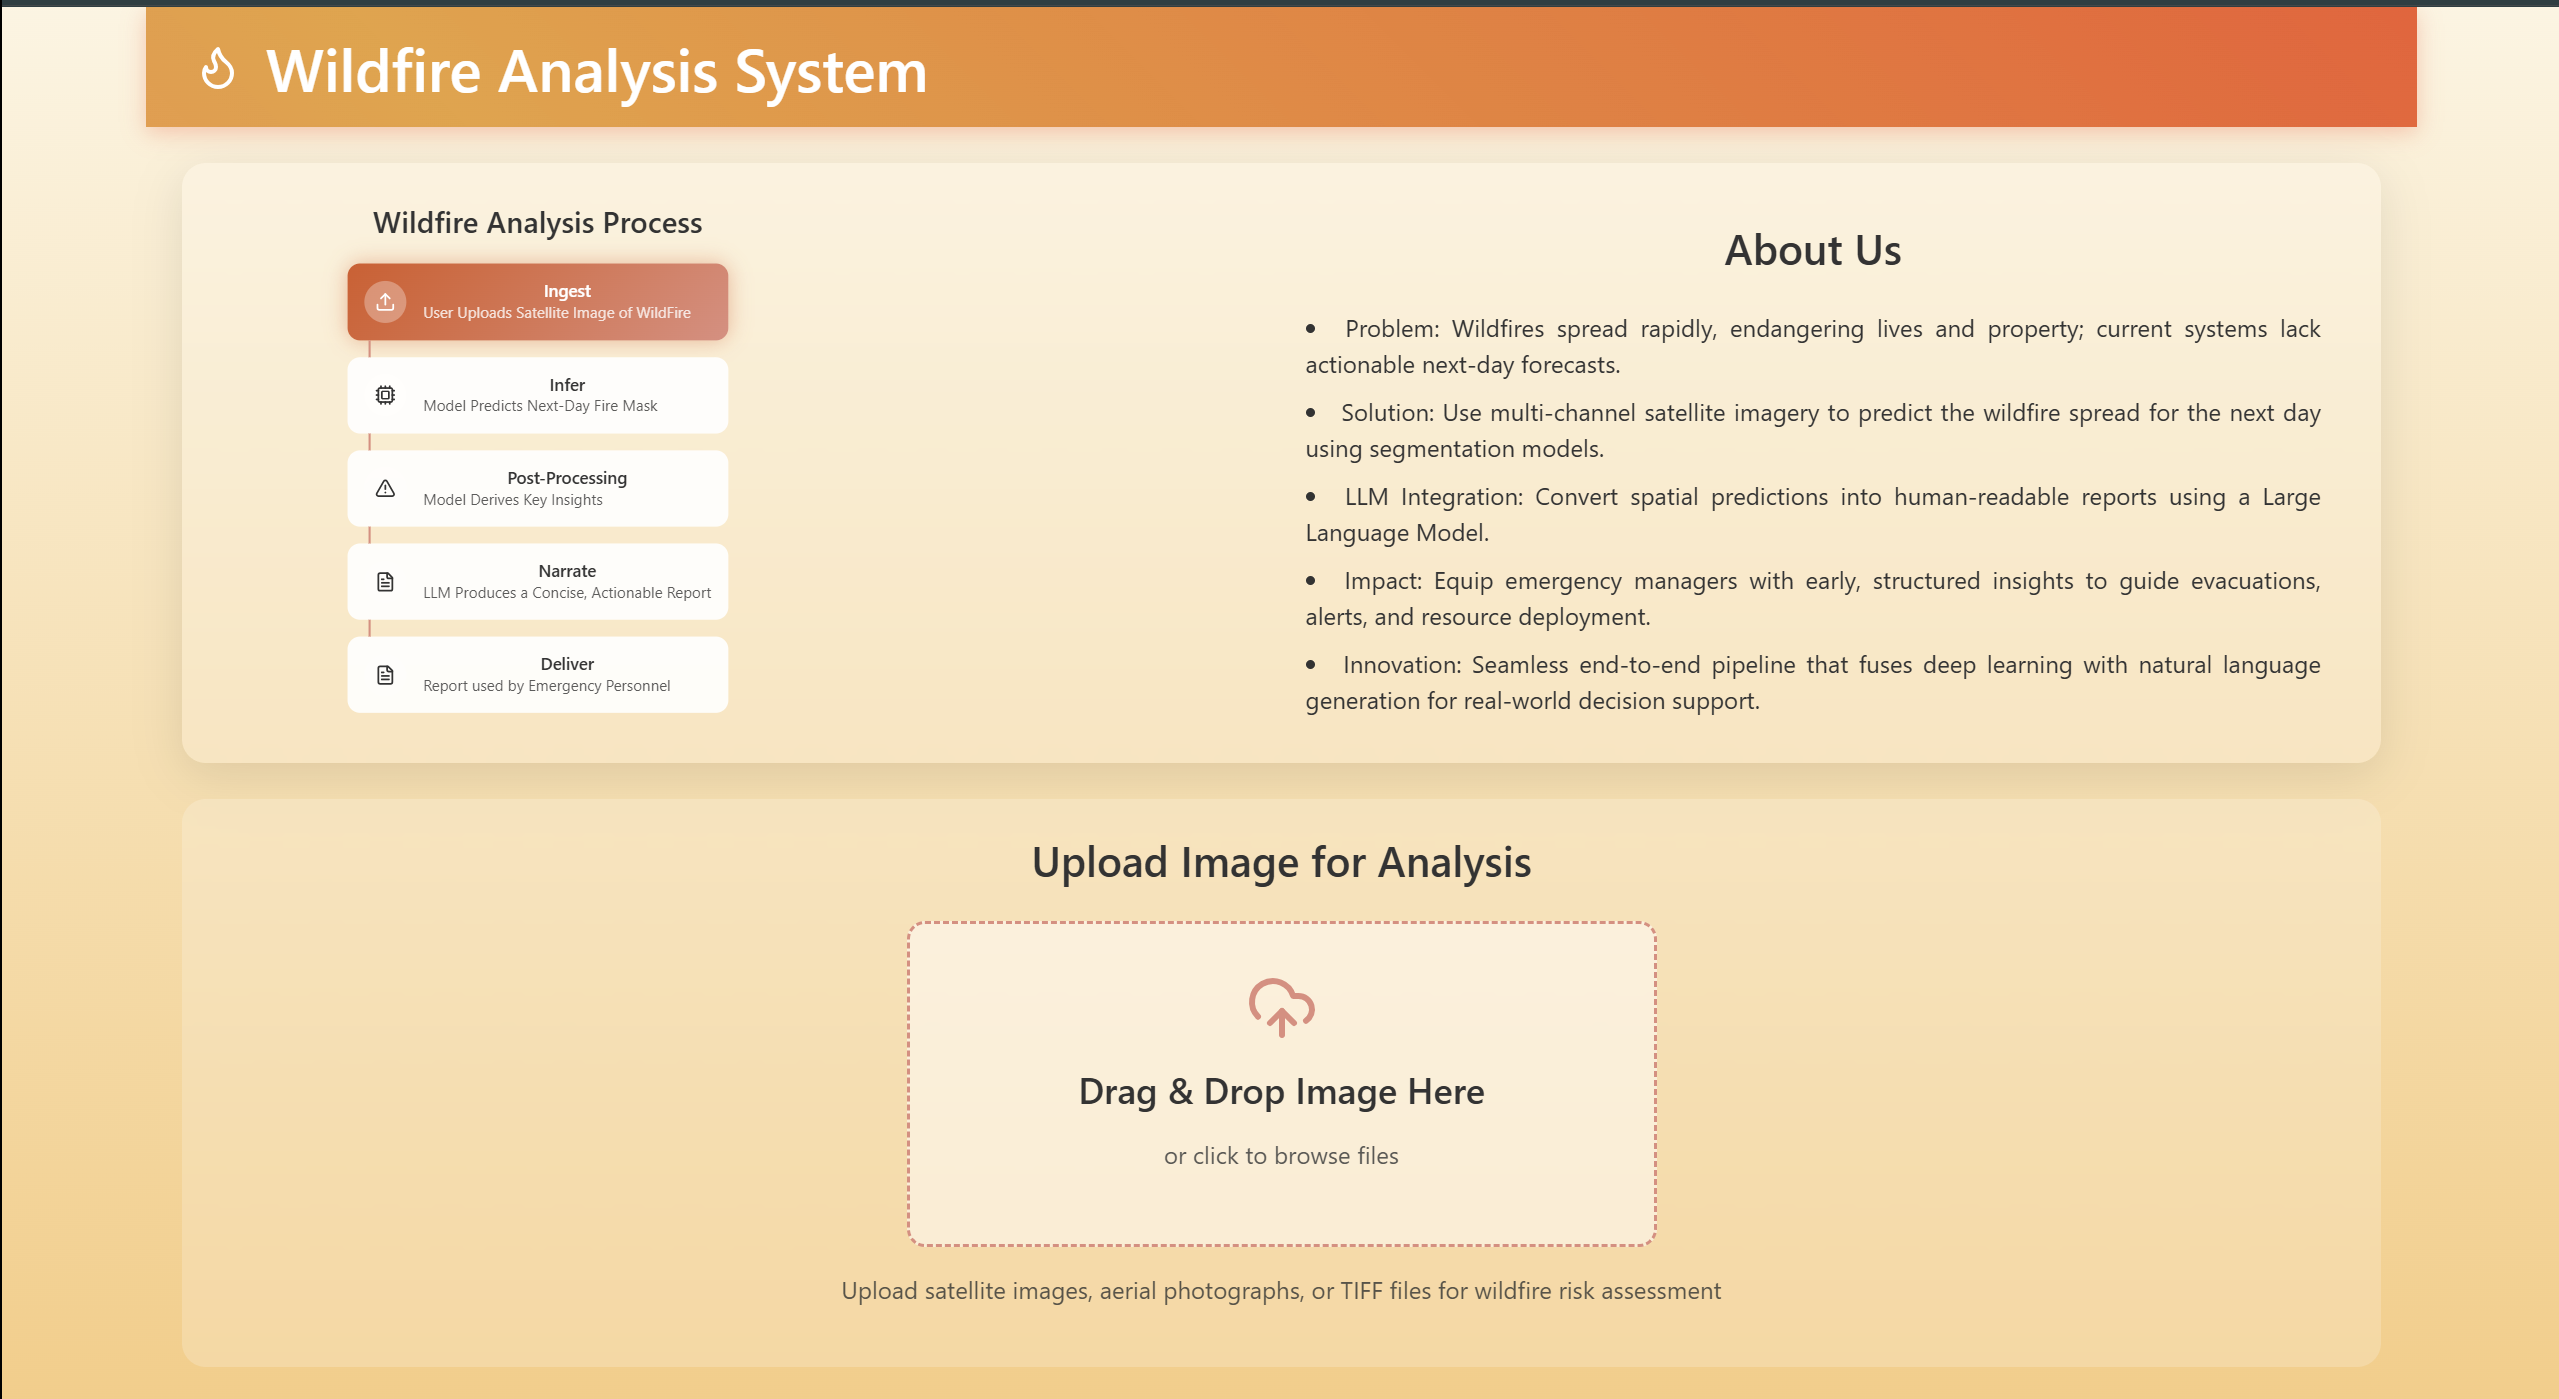 Wildfire Analysis System
Wildfire Analysis Process
Ingest
User Uploads Satellite Image of WildFire
Infer
Model Predicts Next-Day Fire Mask
Post-Processing
Model Derives Key Insights
Narrate
LLM Produces a Concise, Actionable Report
Deliver
Report used by Emergency Personnel
About Us
• Problem: Wildfires spread rapidly, endangering lives and property; current systems lack
actionable next-day forecasts.
• Solution: Use multi-channel satellite imagery to predict the wildfire spread for the next day
using segmentation models.
• LLM Integration: Convert spatial predictions into human-readable reports using a Large
Language Model.
• Impact: Equip emergency managers with early, structured insights to guide evacuations,
alerts, and resource deployment.
• Innovation: Seamless end-to-end pipeline that fuses deep learning with natural language
generation for real-world decision support.
Upload Image for Analysis
Drag & Drop Image Here
or click to browse files
Upload satellite images, aerial photographs, or TIFF files for wildfire risk assessment